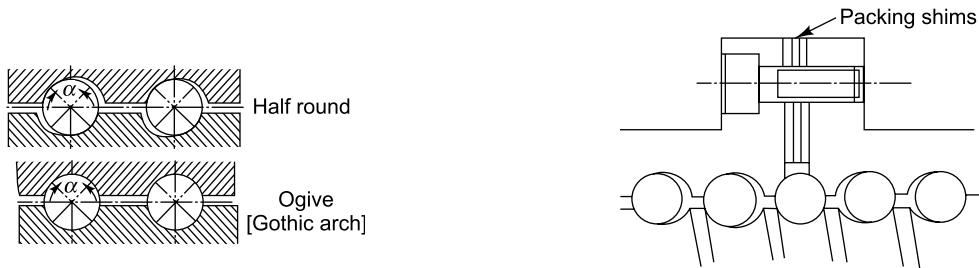 Packing shims
α
Half round
α
Ogive
[Gothic arch]